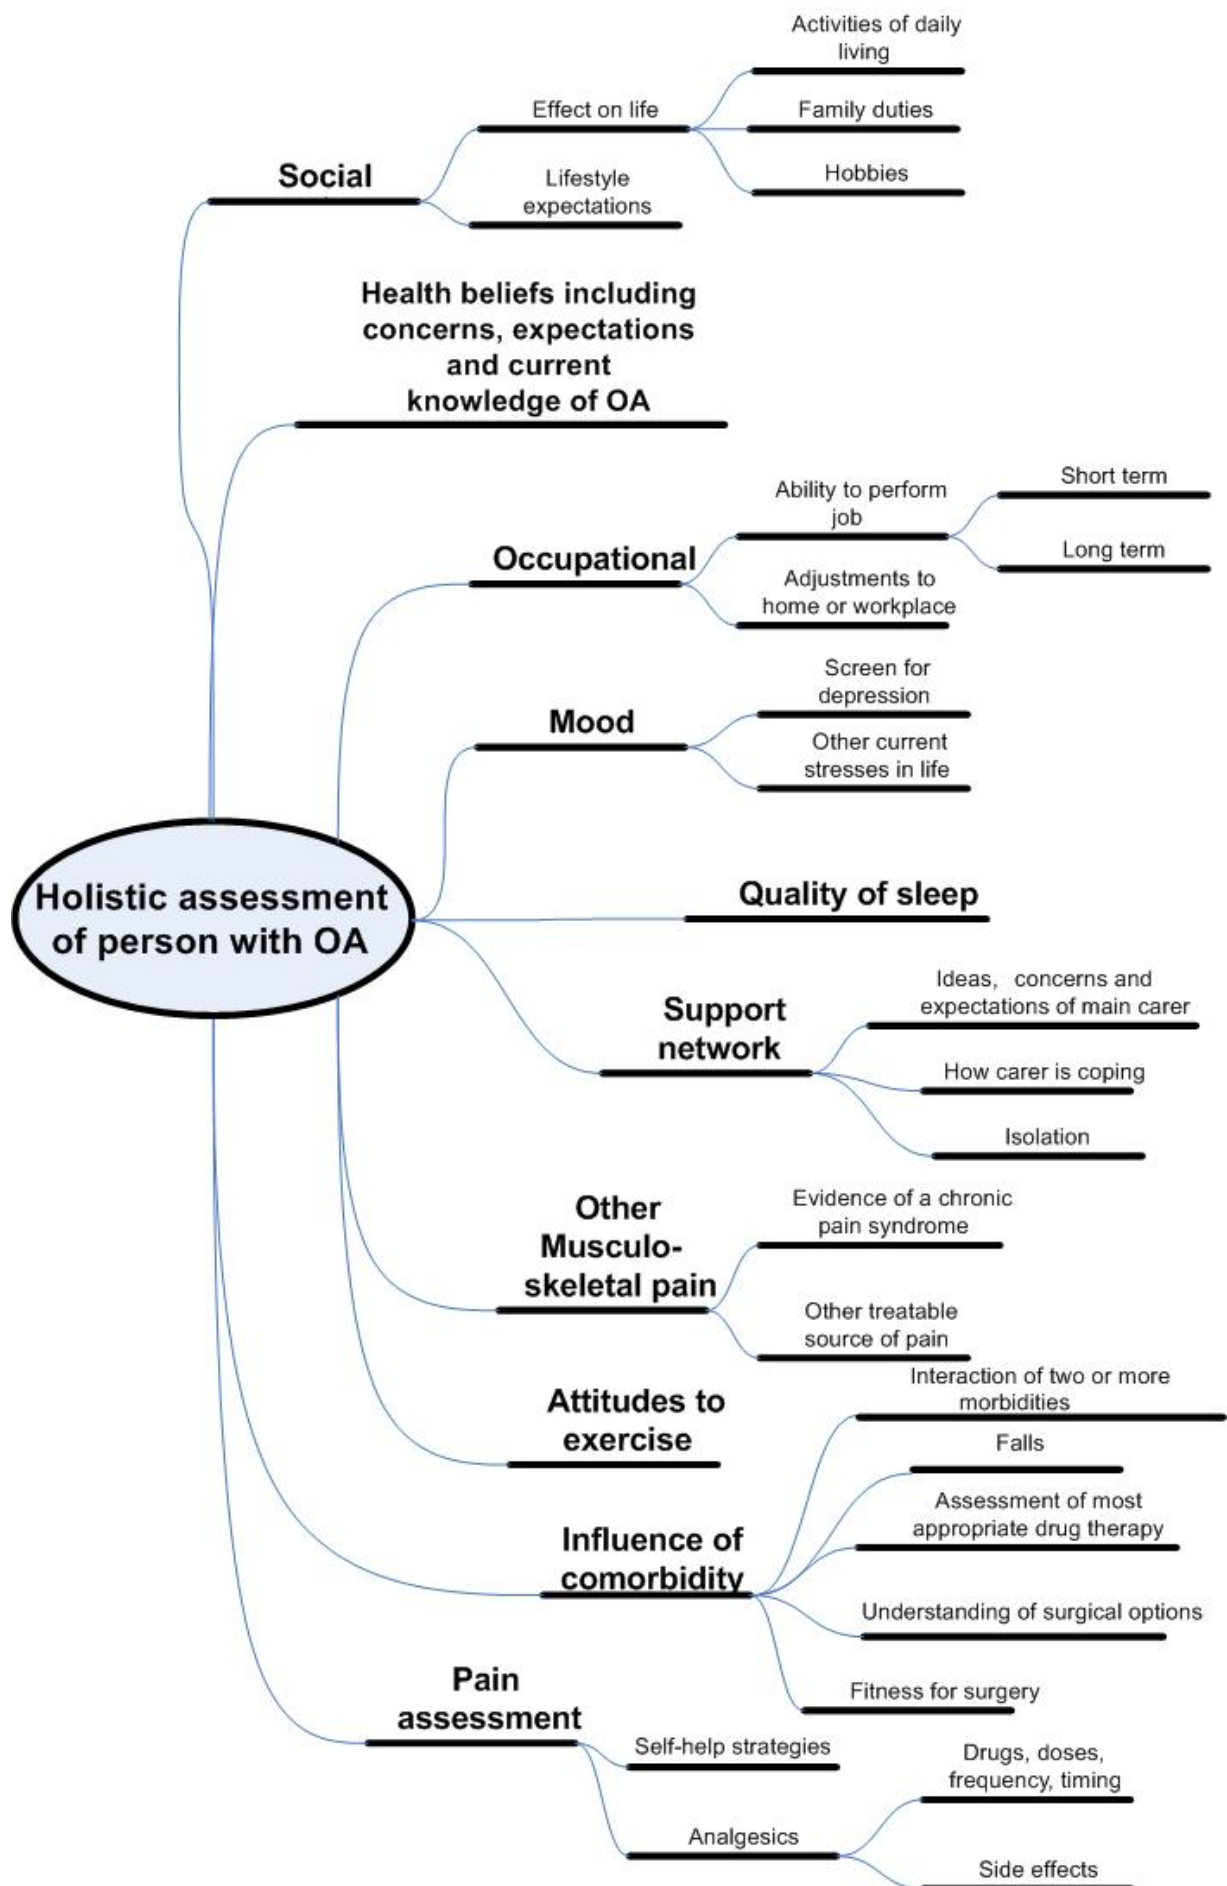 Activities of daily
living
Effect on life
Family duties
Social
Lifestyle
expectations
Hobbies
Health beliefs including
concerns, expectations
and current
knowledge of OA
Occupational
Ability to perform
job
Short term
Long term
Adjustments to
home or workplace
Mood
Screen for
depression
Other current
stresses in life
Holistic assessment
of person with OA
Quality of sleep
Support
network
Ideas, concerns and
expectations of main carer
How carer is coping
Isolation
Other
Musculo-
skeletal pain
Evidence of a chronic
pain syndrome
Other treatable
source of pain
Attitudes to
exercise
Influence of
comorbidity
Interaction of two or more
morbidities
Falls
Assessment of most
appropriate drug therapy
Understanding of surgical options
Fitness for surgery
Pain
assessment
Self-help strategies
Analgesics
Drugs, doses,
frequency, timing
Side effects